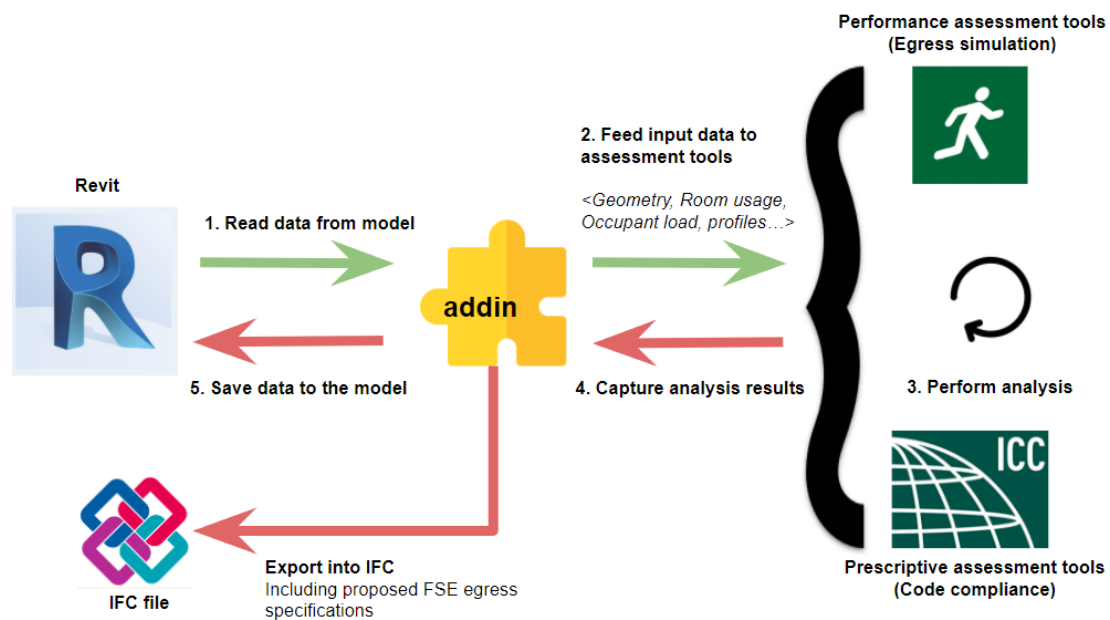 Performance assessment tools
(Egress simulation)
2. Feed input data to
assessment tools
<Geometry, Room usage,
Occupant load, profiles…>
Revit
1. Read data from model
addin
5. Save data to the model
4. Capture analysis results
3. Perform analysis
ICC
Prescriptive assessment tools
(Code compliance)
Export into IFC
Including proposed FSE egress
specifications
IFC file